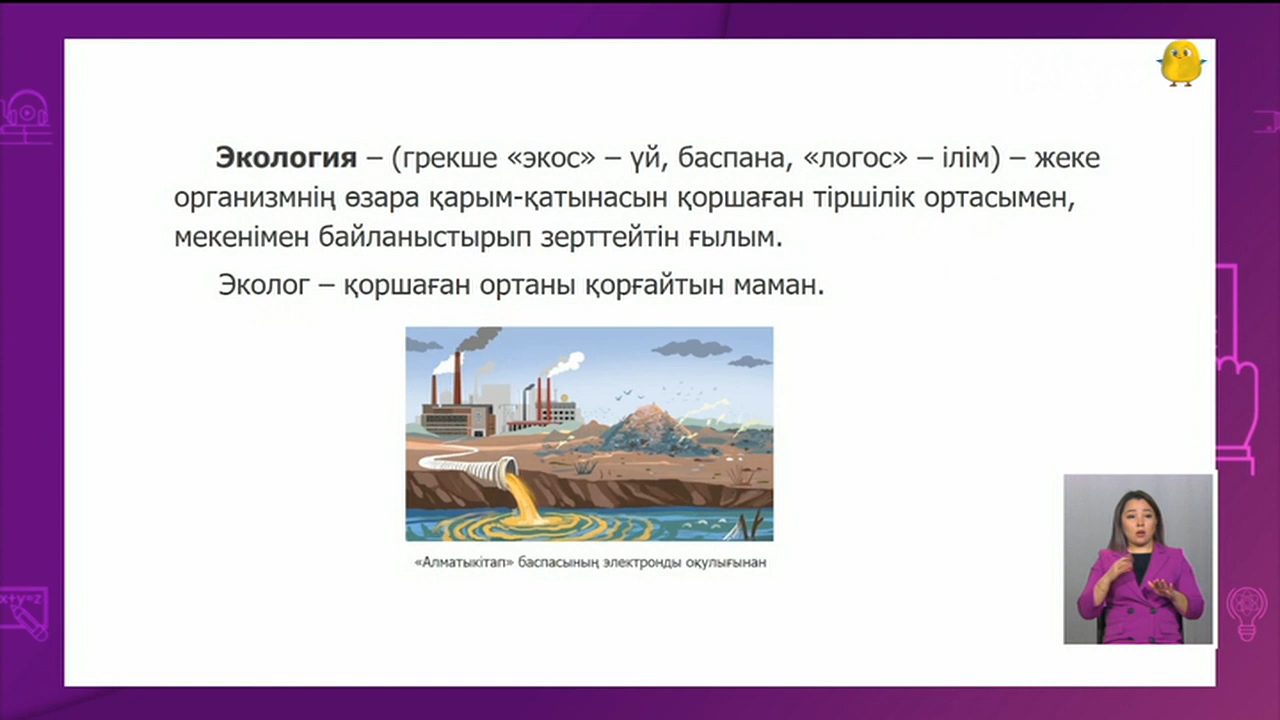 Экология – (грекше «экос» – үй, баспана, «логос» – ілім) – жеке
организмнің өзара қарым-қатынасын қоршаған тіршілік ортасымен,
мекенімен байланыстырып зерттейтін ғылым.
Эколог – қоршаған ортаны қорғайтын маман.
«Алматыкітап» баспасының электронды оқулығынан
x+y=z